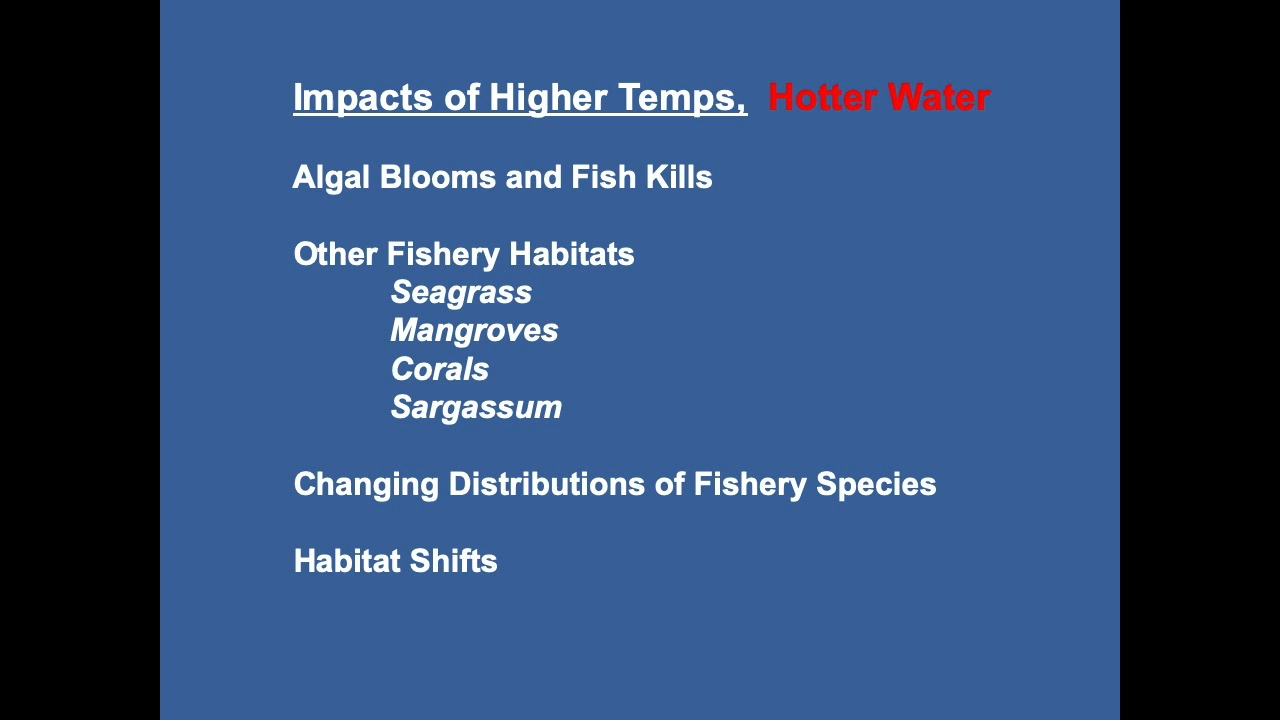 Impacts of Higher Temps, Hotter Water
Algal Blooms and Fish Kills
Other Fishery Habitats
Seagrass
Mangroves
Corals
Sargassum
Changing Distributions of Fishery Species
Habitat Shifts